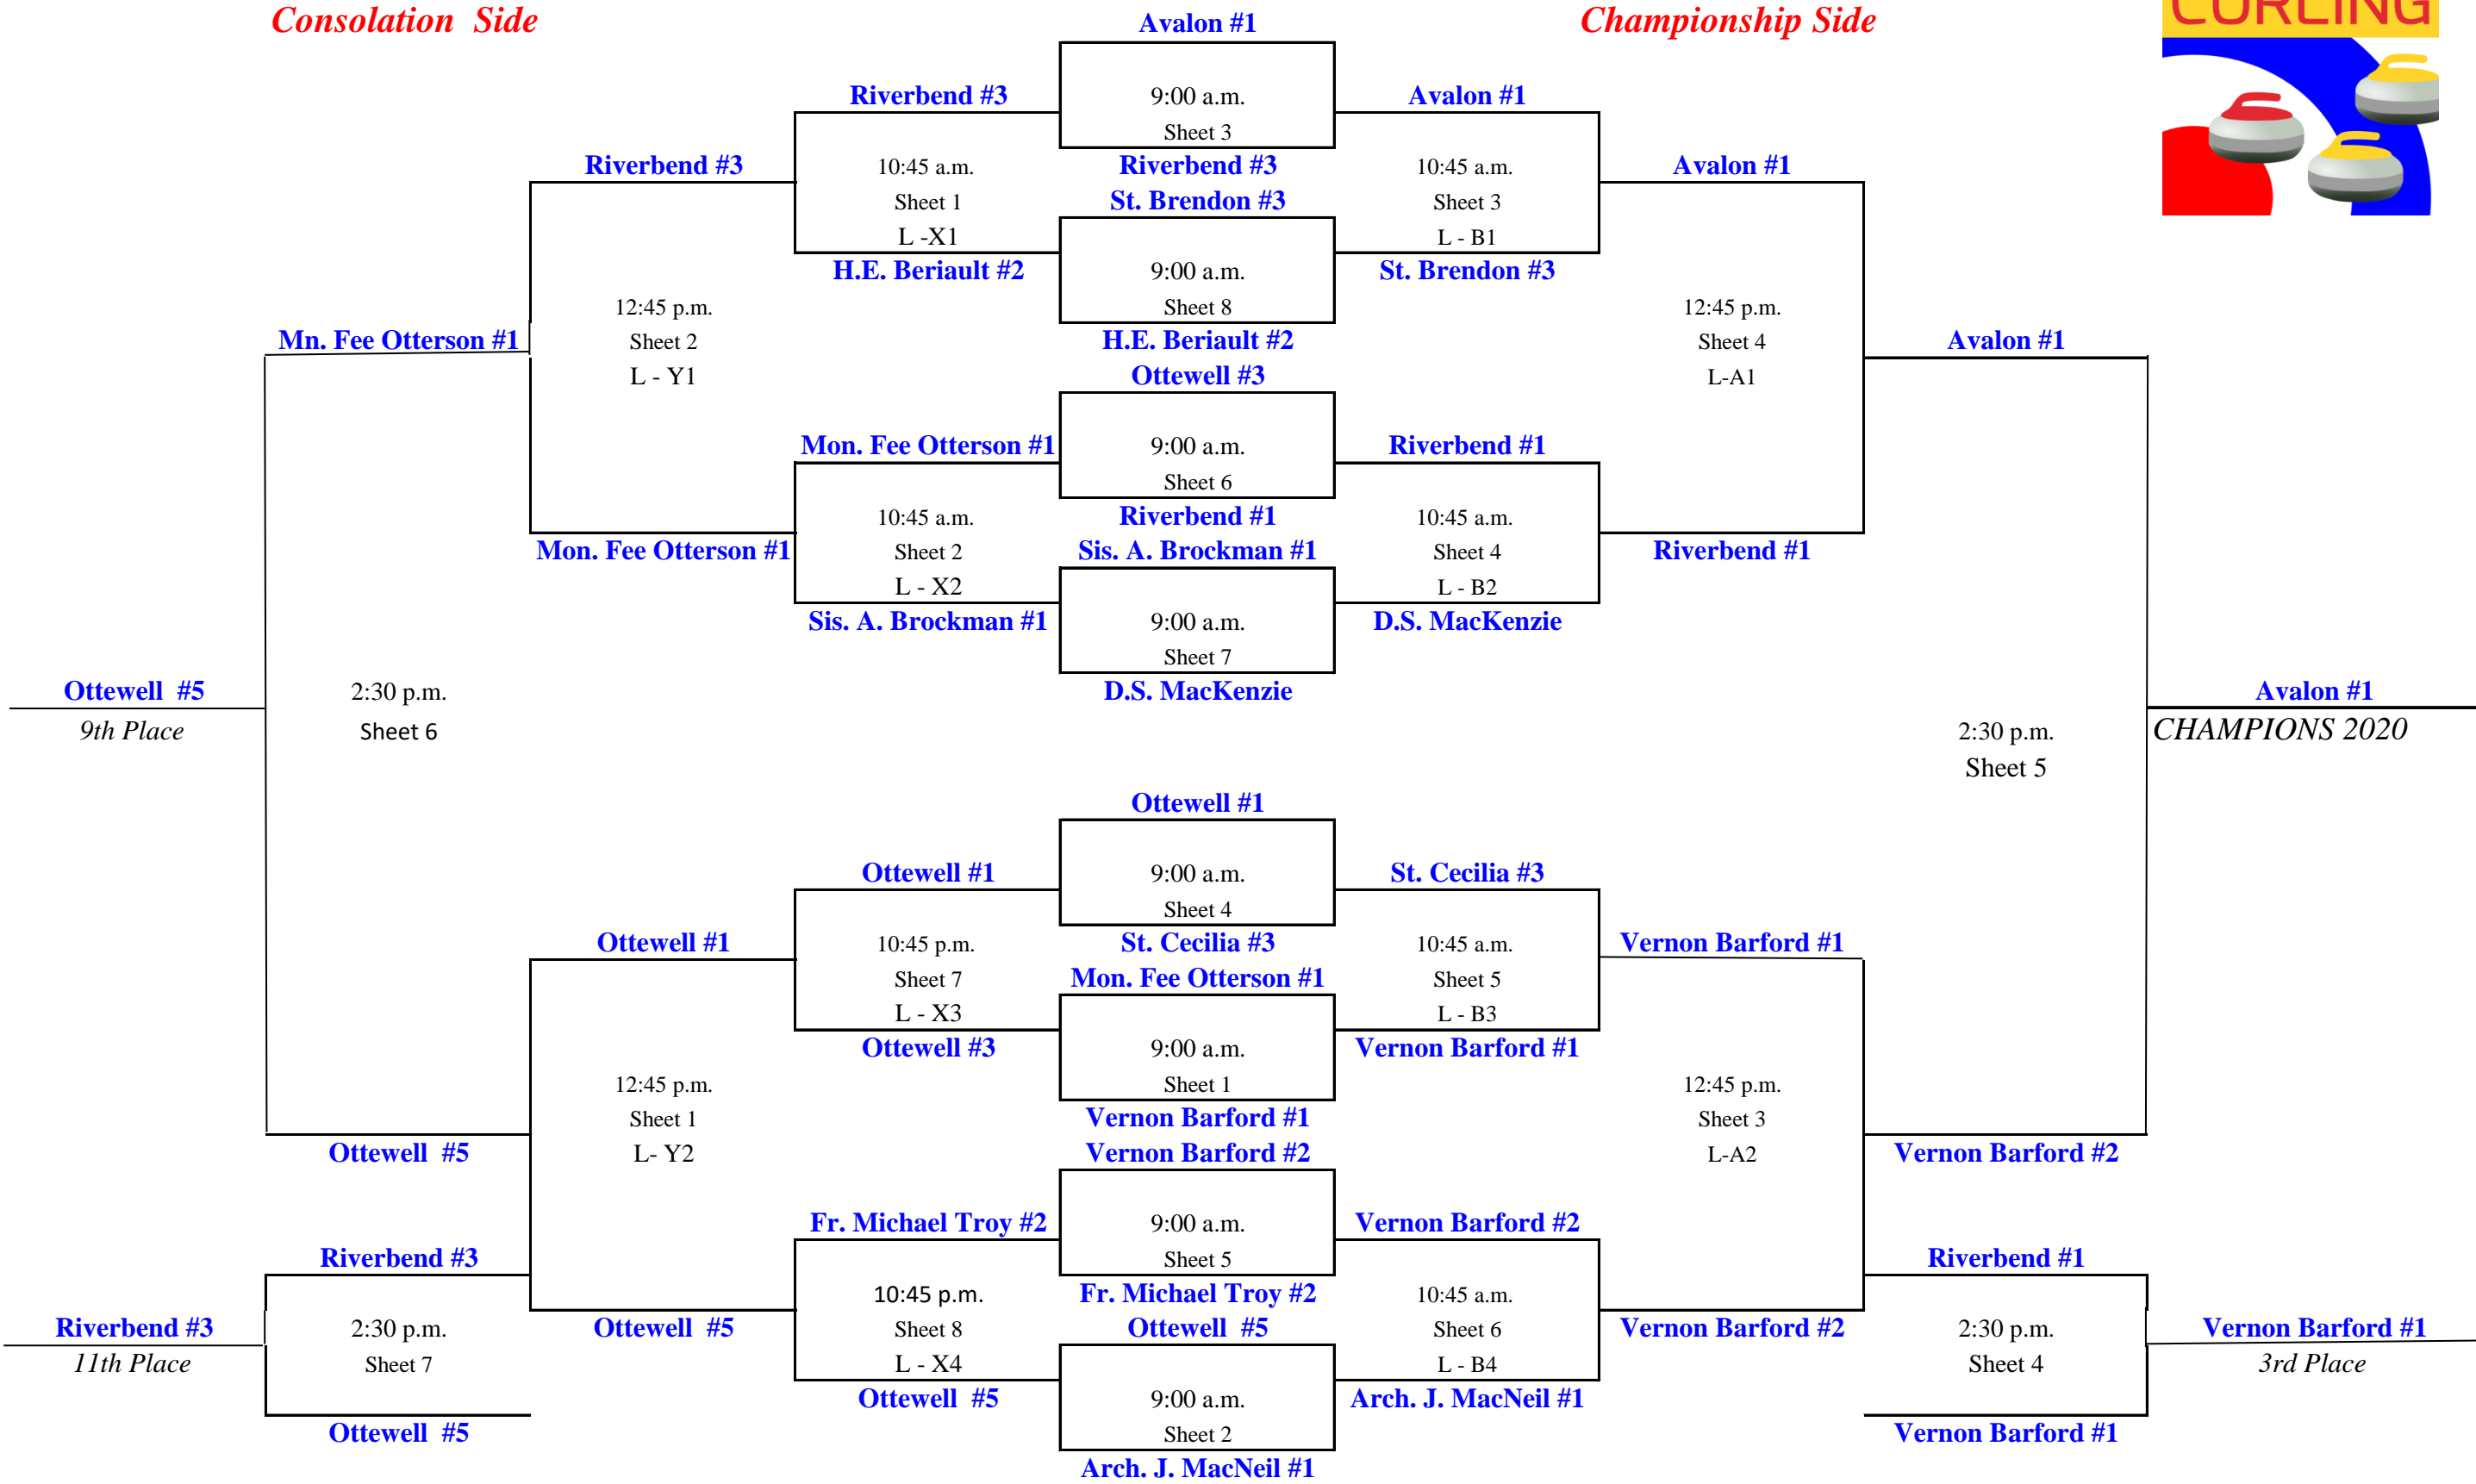 Consolation Side
Championship Side
CURLING
Avalon #1
Riverbend #3
9:00 a.m.
Avalon #1
Sheet 3
Riverbend #3
10:45 a.m.
Riverbend #3
10:45 a.m.
Avalon #1
Sheet 1
St. Brendon #3
Sheet 3
L -X1
L - B1
H.E. Beriault #2
9:00 a.m.
St. Brendon #3
12:45 p.m.
Sheet 8
12:45 p.m.
Mn. Fee Otterson #1
Sheet 2
H.E. Beriault #2
Sheet 4
Avalon #1
L - Y1
Ottewell #3
L-A1
Mon. Fee Otterson #1
9:00 a.m.
Riverbend #1
Sheet 6
10:45 a.m.
Riverbend #1
10:45 a.m.
Mon. Fee Otterson #1
Sheet 2
Sis. A. Brockman #1
Sheet 4
Riverbend #1
L - X2
L - B2
Sis. A. Brockman #1
9:00 a.m.
D.S. MacKenzie
Sheet 7
Ottewell #5
2:30 p.m.
D.S. MacKenzie
Avalon #1
9th Place
Sheet 6
2:30 p.m.
CHAMPIONS 2020
Sheet 5
Ottewell #1
Ottewell #1
9:00 a.m.
St. Cecilia #3
Sheet 4
Ottewell #1
10:45 p.m.
St. Cecilia #3
10:45 a.m.
Vernon Barford #1
Sheet 7
Mon. Fee Otterson #1
Sheet 5
L - X3
L - B3
Ottewell #3
9:00 a.m.
Vernon Barford #1
12:45 p.m.
Sheet 1
12:45 p.m.
Sheet 1
Vernon Barford #1
Sheet 3
Ottewell #5
L- Y2
Vernon Barford #2
L-A2
Vernon Barford #2
Fr. Michael Troy #2
9:00 a.m.
Vernon Barford #2
Riverbend #3
Sheet 5
Riverbend #1
10:45 p.m.
Fr. Michael Troy #2
10:45 a.m.
Riverbend #3
2:30 p.m.
Ottewell #5
Sheet 8
Ottewell #5
Sheet 6
Vernon Barford #2
2:30 p.m.
Vernon Barford #1
11th Place
Sheet 7
L - X4
L - B4
Sheet 4
3rd Place
Ottewell #5
9:00 a.m.
Arch. J. MacNeil #1
Ottewell #5
Sheet 2
Vernon Barford #1
Arch. J. MacNeil #1